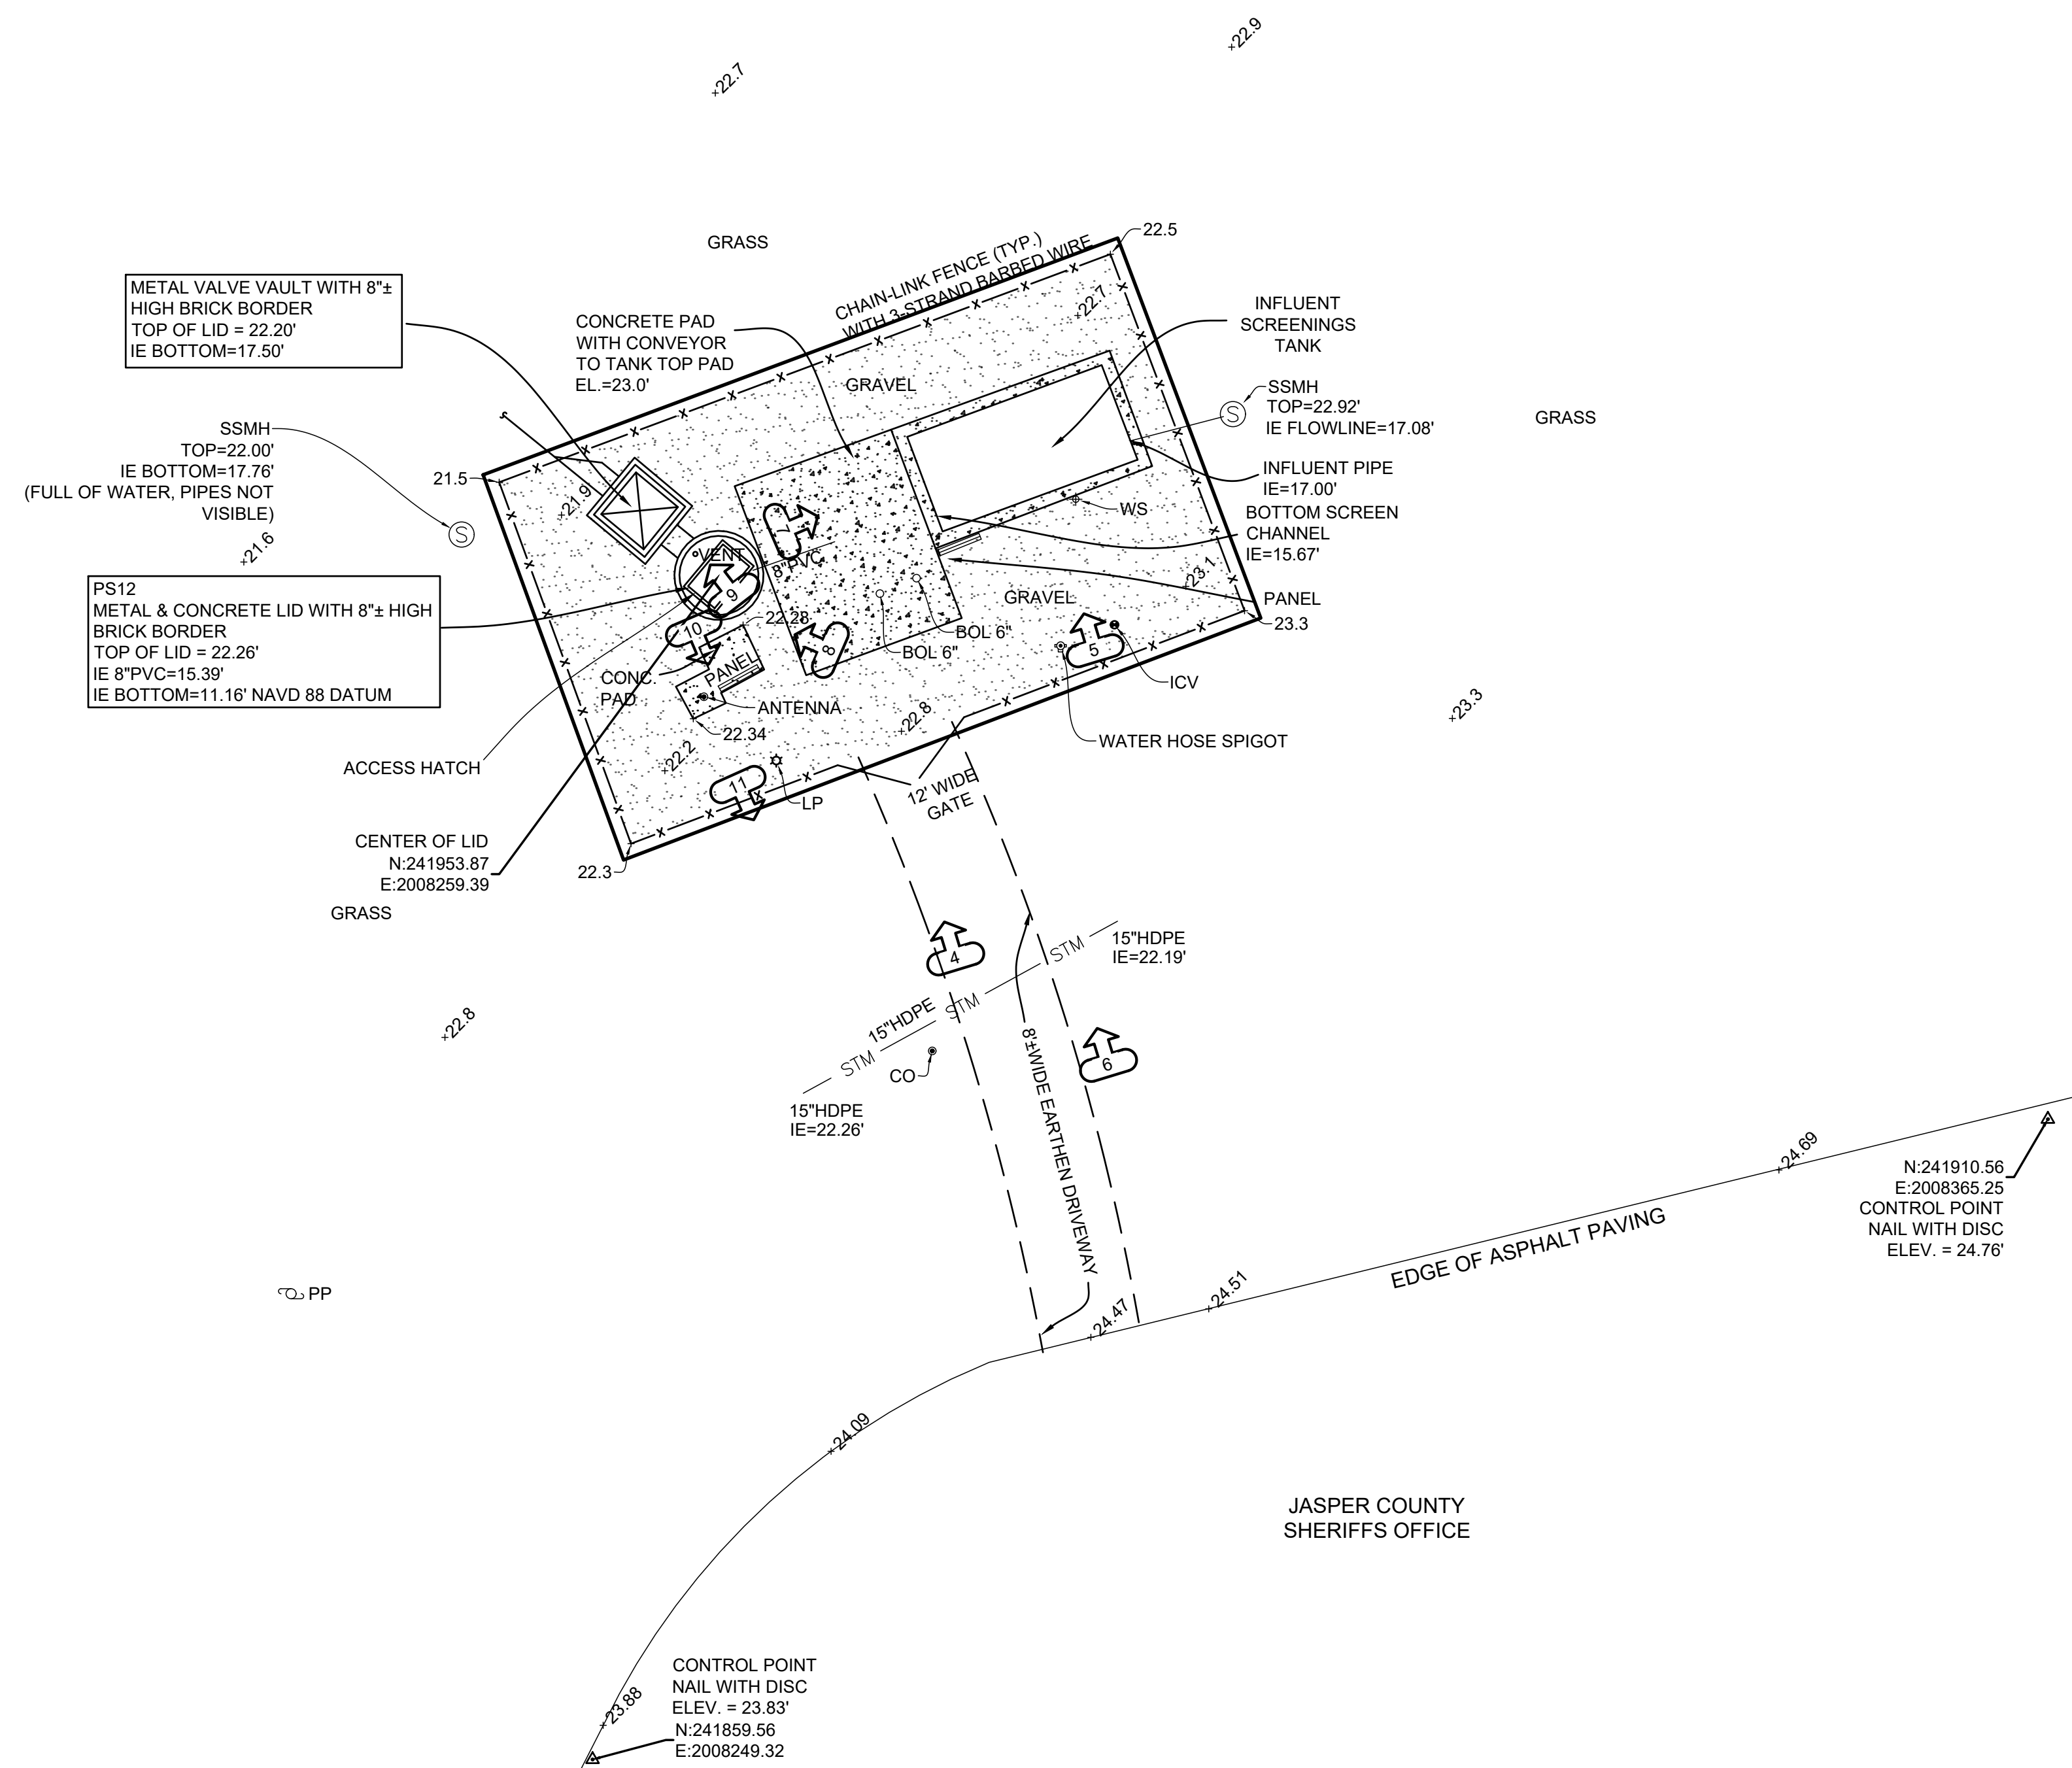 22.9
22.7
GRASS
22.5
CHAIN-LINK FENCE (TYP.)
WITH 3-STRAND BARBED WIRE
METAL VALVE VAULT WITH 8"±
HIGH BRICK BORDER
TOP OF LID = 22.20'
IE BOTTOM=17.50'
CONCRETE PAD
WITH CONVEYOR
TO TANK TOP PAD
EL.=23.0'
22.7
INFLUENT
SCREENINGS
TANK
GRAVEL
SSMH
TOP=22.92'
IE FLOWLINE=17.08'
GRASS
SSMH
TOP=22.00'
IE BOTTOM=17.76'
(FULL OF WATER, PIPES NOT
VISIBLE)
S
S
21.5
21.9
INFLUENT PIPE
IE=17.00'
WS
BOTTOM SCREEN
CHANNEL
IE=15.67'
21.6
VENT
8"PVC
7
9
23.1
PS12
METAL & CONCRETE LID WITH 8"± HIGH
BRICK BORDER
TOP OF LID = 22.26'
IE 8"PVC=15.39'
IE BOTTOM=11.16' NAVD 88 DATUM
GRAVEL
PANEL
23.3
22.28
10
BOL 6"
BOL 6"
8
5
CONC.
PAD
PANEL
ICV
ANTENNA
22.34
22.8
23.3
WATER HOSE SPIGOT
22.2
ACCESS HATCH
11
LP
12' WIDE
GATE
CENTER OF LID
N:241953.87
E:2008259.39
22.3
GRASS
4
STM
15"HDPE
IE=22.19'
STM
15"HDPE
STM
22.8
CO
6
15"HDPE
IE=22.26'
8'±WIDE EARTHEN DRIVEWAY
24.69
N:241910.56
E:2008365.25
CONTROL POINT
NAIL WITH DISC
ELEV. = 24.76'
EDGE OF ASPHALT PAVING
PP
24.51
24.47
24.09
JASPER COUNTY
SHERIFFS OFFICE
23.88
CONTROL POINT
NAIL WITH DISC
ELEV. = 23.83'
N:241859.56
E:2008249.32